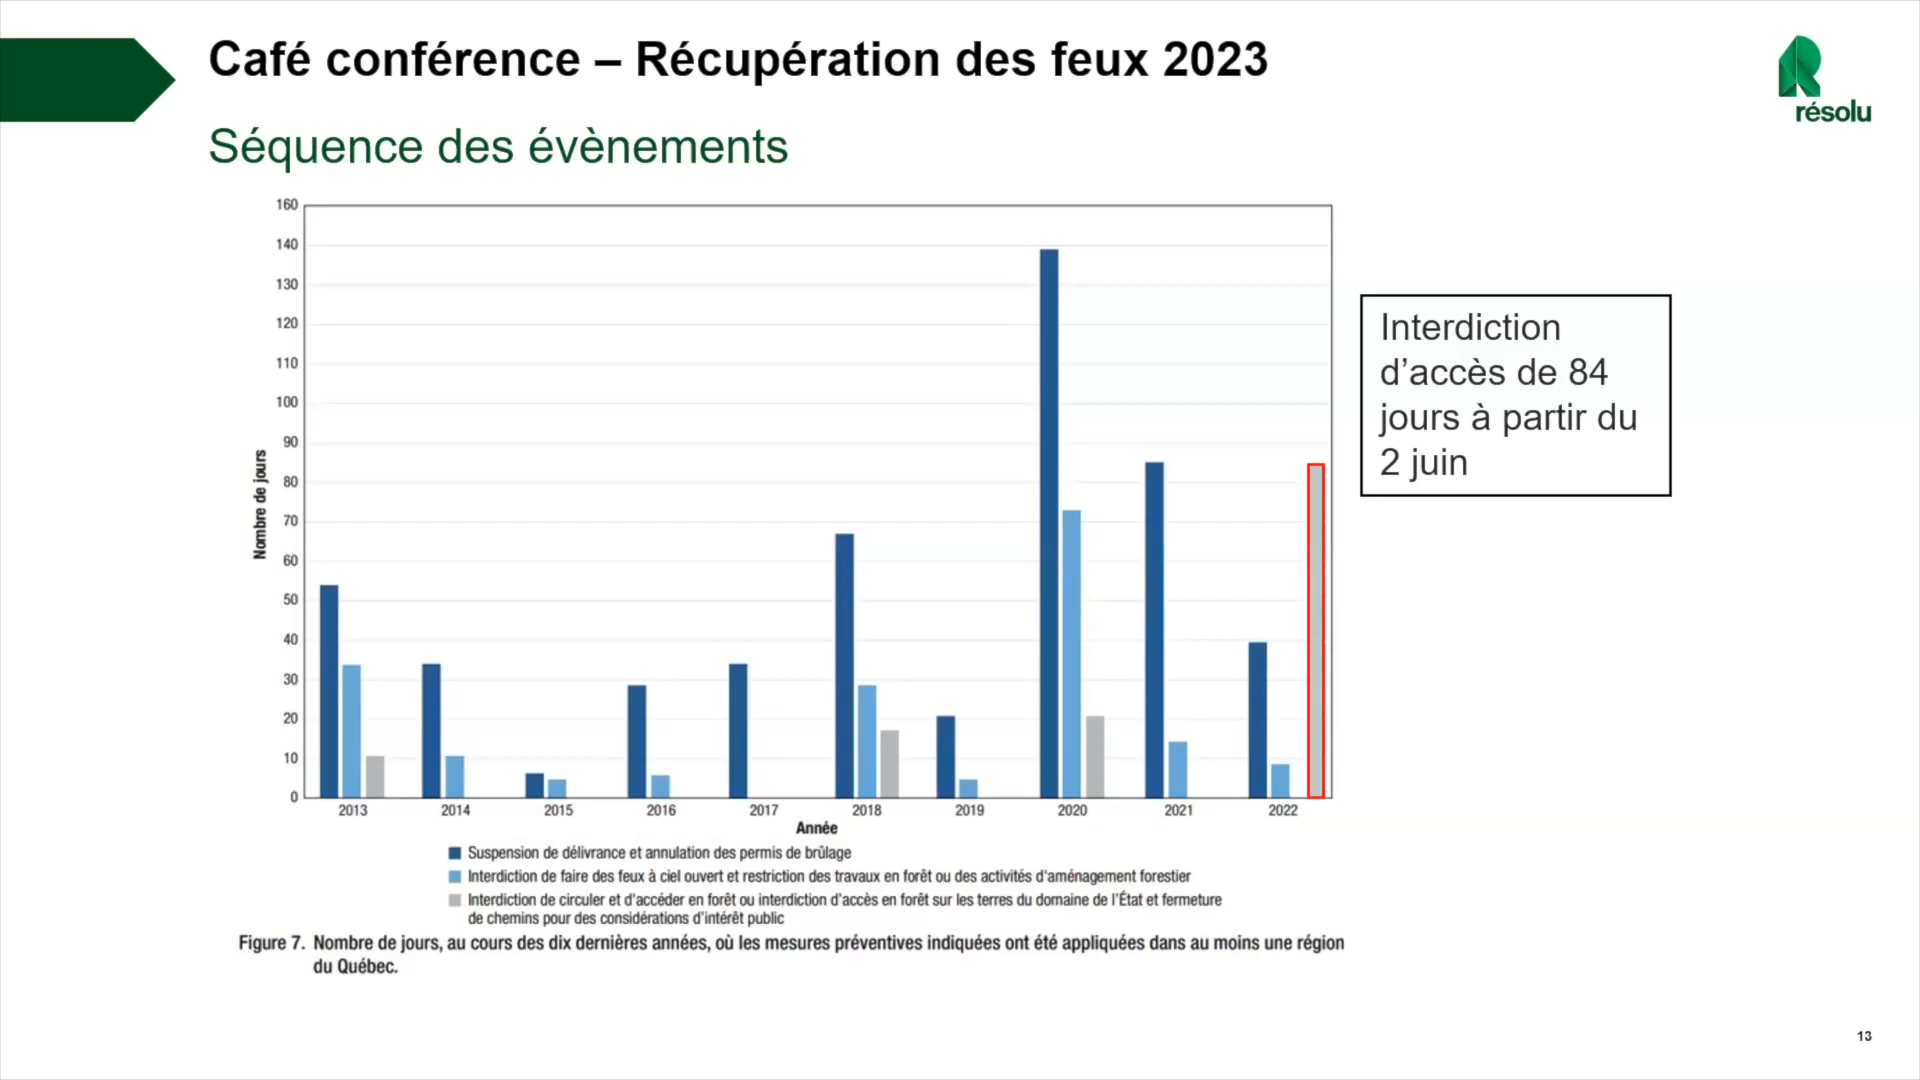 Café conférence – Récupération des feux 2023
résolu
Séquence des évènements
160
140
130
120
110
100
90
80
70
60
50
40
30
20
10
0
Nombre de jours
2013 2014 2015 2016 2017 2018 2019 2020 2021 2022
Année
Interdiction
d’accès de 84
jours à partir du
2 juin
Suspension de délivrance et annulation des permis de brûlage
Interdiction de faire des feux à ciel ouvert et restriction des travaux en forêt ou des activités d'aménagement forestier
Interdiction de circuler et d'accéder en forêt ou interdiction d'accès en forêt sur les terres du domaine de l'État et fermeture
de chemins pour des considérations d'intérêt public
Figure 7. Nombre de jours, au cours des dix dernières années, où les mesures préventives indiquées ont été appliquées dans au moins une région
du Québec.
13